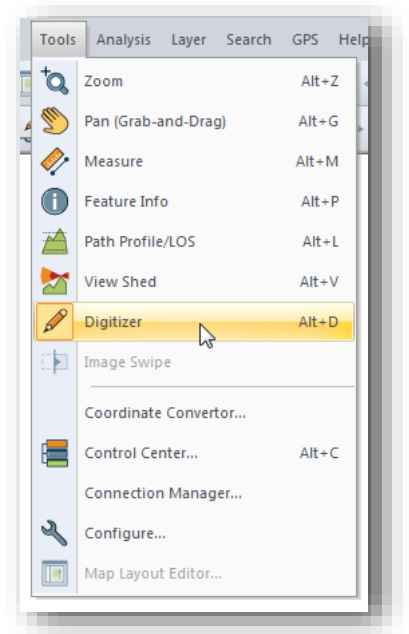 Tools Analysis Layer Search GPS Help
Zoom Alt+Z
Pan (Grab-and-Drag) Alt+G
Measure Alt+M
Feature Info Alt+P
Path Profile/LOS Alt+L
View Shed Alt+V
Digitizer Alt+D
Image Swipe
Coordinate Convertor...
Control Center... Alt+C
Connection Manager...
Configure...
Map Layout Editor...